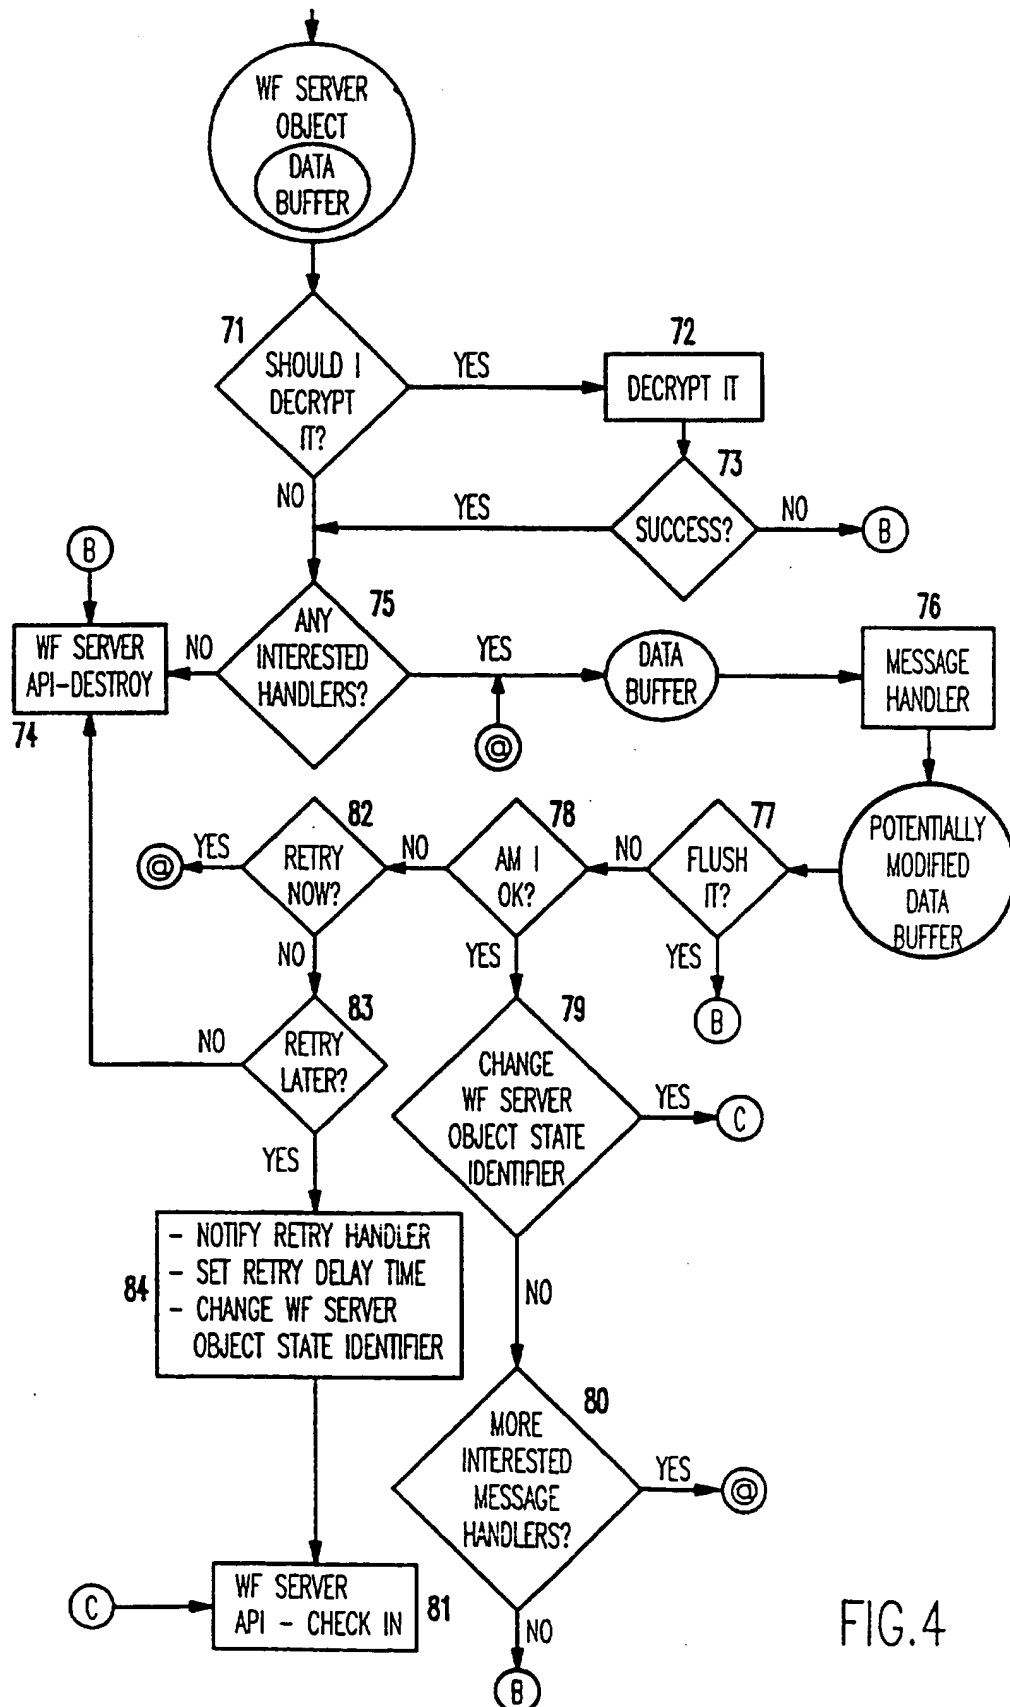 WF SERVER
OBJECT
DATA
BUFFER
71
SHOULD I
DECRYPT
IT?
YES
72
DECRYPT IT
NO
YES
73
SUCCESS?
NO
B
B
WF SERVER
API-DESTROY
74
NO
75
ANY
INTERESTED
HANDLERS?
YES
@
DATA
BUFFER
76
MESSAGE
HANDLER
POTENTIALLY
MODIFIED
DATA
BUFFER
77
FLUSH
IT?
NO
YES
B
78
AM I
OK?
NO
YES
82
RETRY
NOW?
YES
@
NO
83
RETRY
LATER?
NO
YES
79
CHANGE
WF SERVER
OBJECT STATE
IDENTIFIER
YES
C
NO
84
- NOTIFY RETRY HANDLER
- SET RETRY DELAY TIME
- CHANGE WF SERVER
OBJECT STATE IDENTIFIER
80
MORE
INTERESTED
MESSAGE
HANDLERS?
YES
@
NO
B
C
WF SERVER
API - CHECK IN
81
FIG.4